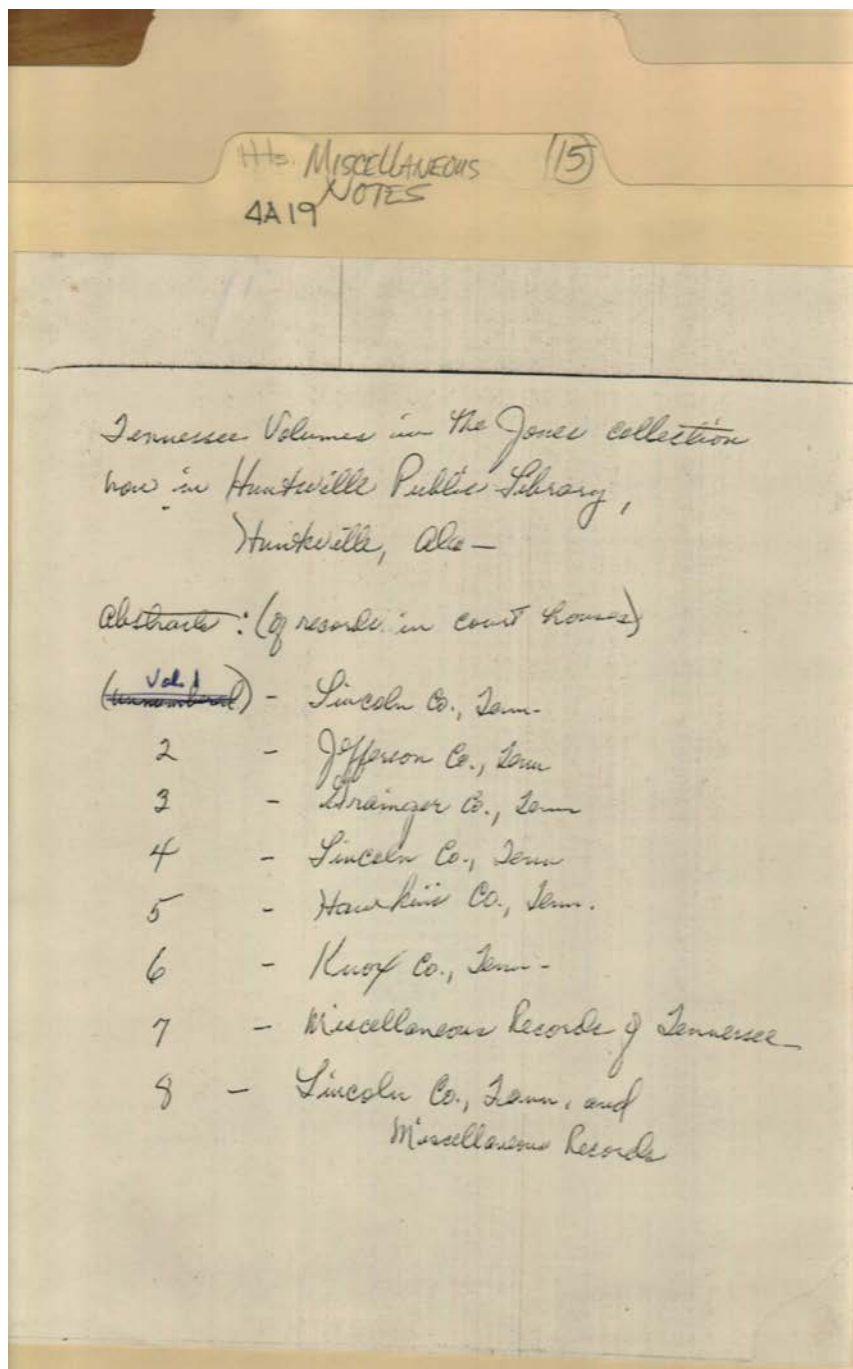 Hts. MISCELLANEOUS (15)
NOTES
4A19
Tennessee Volumes in the Jones collection
now in Huntsville Public Library,
Huntsville, Ala—
Abstracts: (of records in court houses)
Vol. 1
(unnumbered) - Lincoln Co., Tenn-
2 - Jefferson Co., Tenn
3 - Grainger Co., Tenn
4 - Lincoln Co., Tenn
5 - Hawkins Co., Tenn.
6 - Knox Co., Tenn-
7 - Miscellaneous Records of Tennessee
8 - Lincoln Co., Tenn. and
Miscellaneous Records